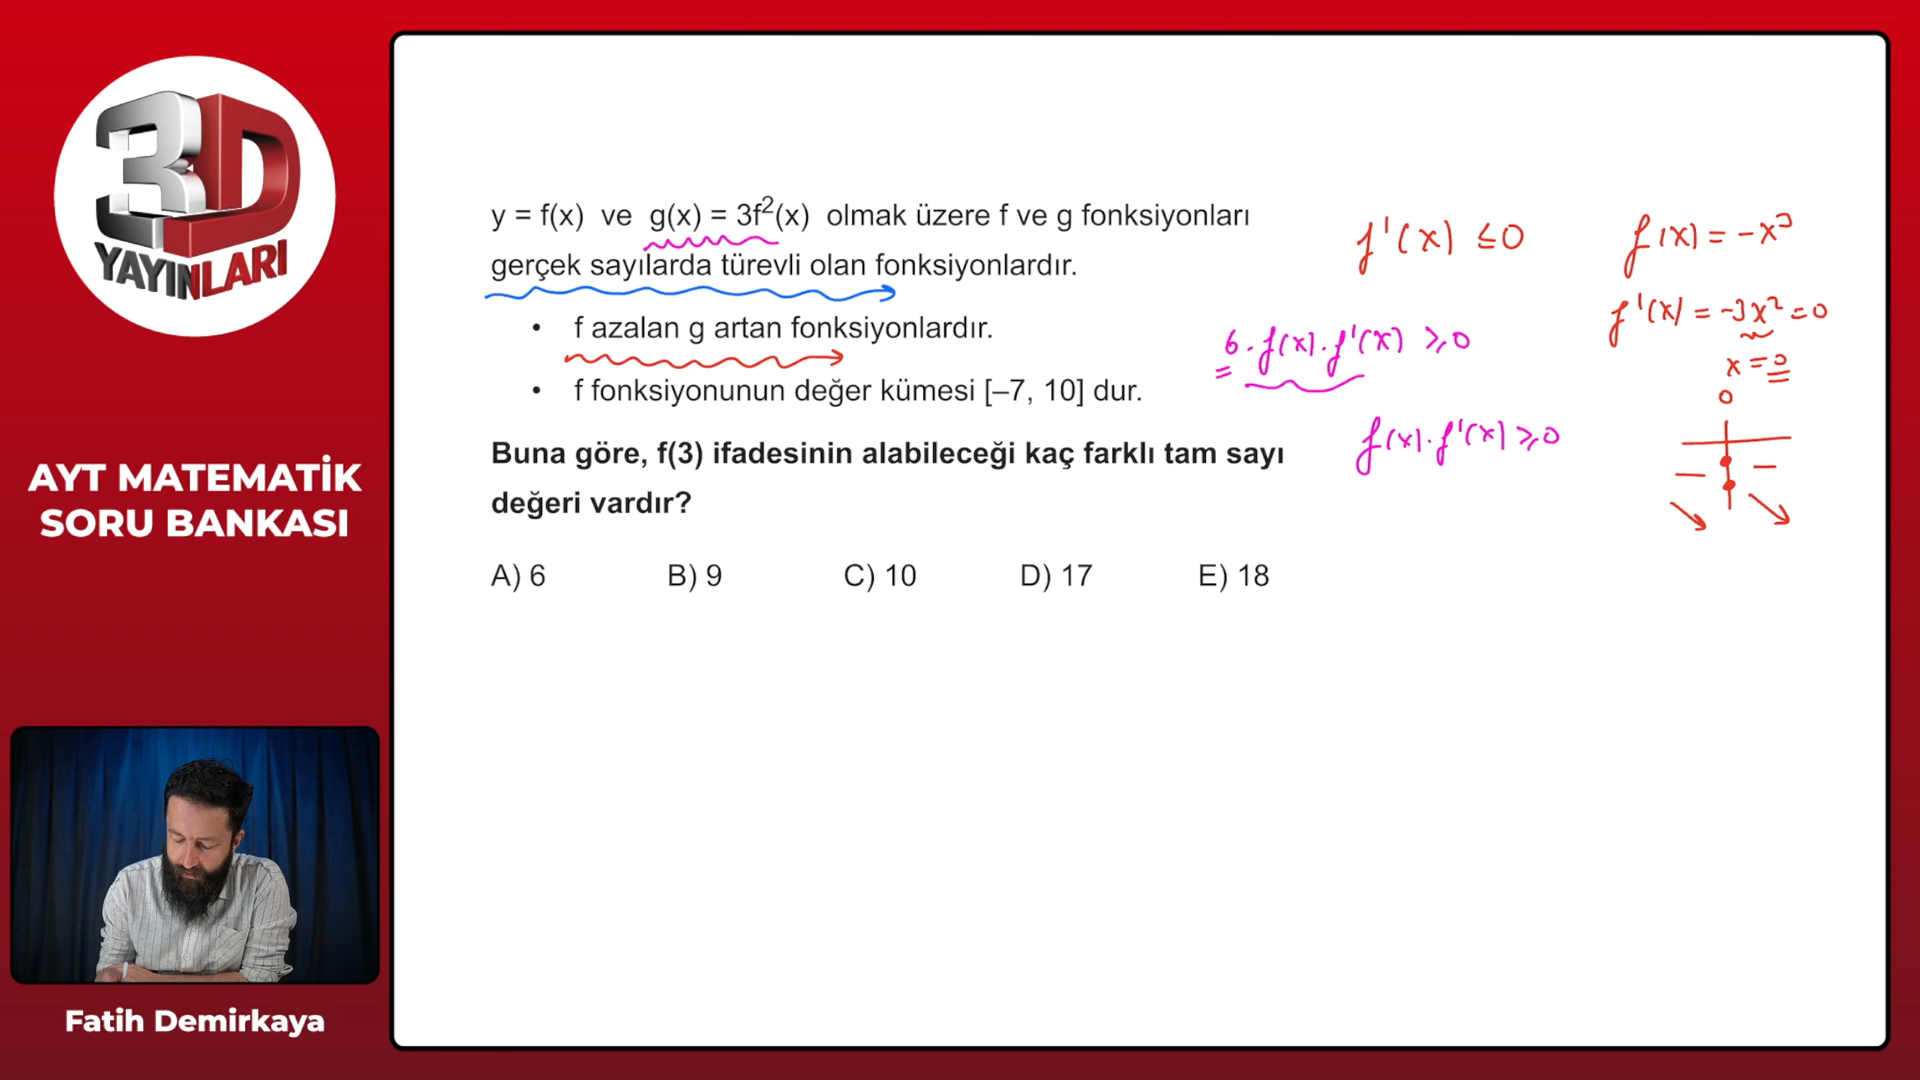 3D
YAYINLARI
AYT MATEMATİK
SORU BANKASI
Fatih Demirkaya
y = f(x) ve g(x) = 3f²(x) olmak üzere f ve g fonksiyonları
gerçek sayılarda türevli olan fonksiyonlardır.
• f azalan g artan fonksiyonlardır.
• f fonksiyonunun değer kümesi [–7, 10] dur.
Buna göre, f(3) ifadesinin alabileceği kaç farklı tam sayı
değeri vardır?
A) 6 B) 9 C) 10 D) 17 E) 18
f'(x) ≤ 0
6·f(x)·f'(x) ≥ 0
f(x)·f'(x) ≥ 0
f(x) = -x³
f'(x) = -3x² = 0
x = 0
0
– –